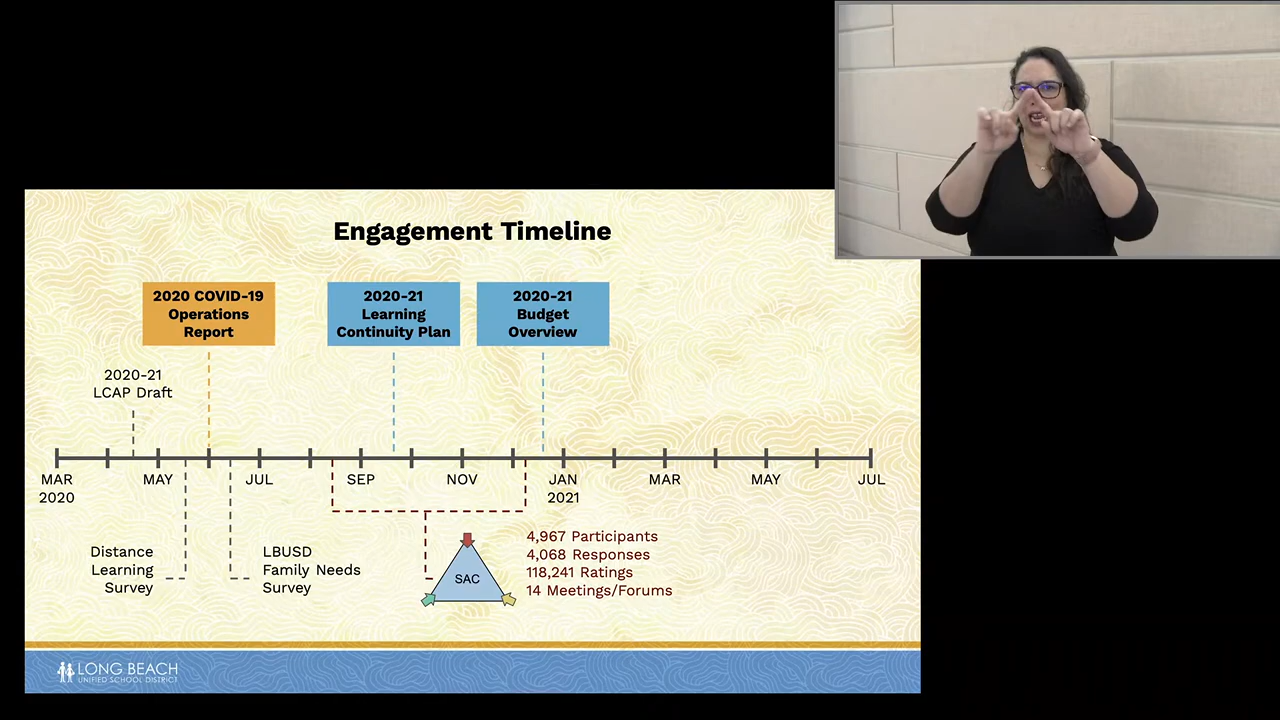 Engagement Timeline
2020 COVID-19
Operations
Report
2020-21
Learning
Continuity Plan
2020-21
Budget
Overview
2020-21
LCAP Draft
MAR
2020
MAY
JUL
SEP
NOV
JAN
2021
MAR
MAY
JUL
Distance
Learning
Survey
LBUSD
Family Needs
Survey
SAC
4,967 Participants
4,068 Responses
118,241 Ratings
14 Meetings/Forums
LONG BEACH
UNIFIED SCHOOL DISTRICT